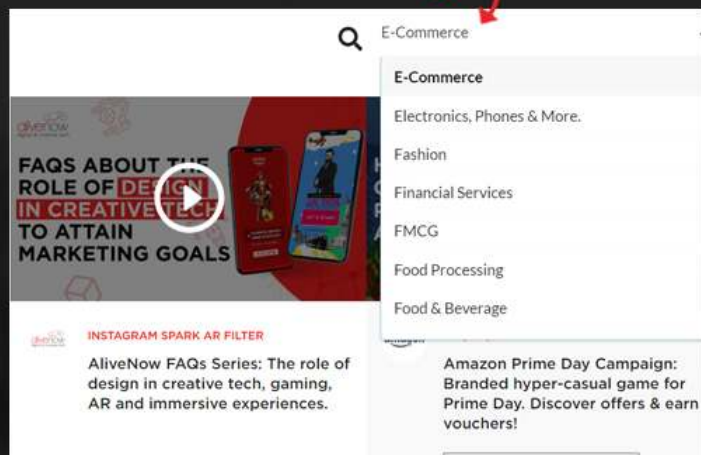 E-Commerce
E-Commerce
Electronics, Phones & More.
Fashion
Financial Services
FMCG
Food Processing
Food & Beverage
alivenow
FAQS ABOUT THE
ROLE OF DESIGN
IN CREATIVE TECH
TO ATTAIN
MARKETING GOALS
INSTAGRAM SPARK AR FILTER
AliveNow FAQs Series: The role of
design in creative tech, gaming,
AR and immersive experiences.
Amazon Prime Day Campaign:
Branded hyper-casual game for
Prime Day. Discover offers & earn
vouchers!